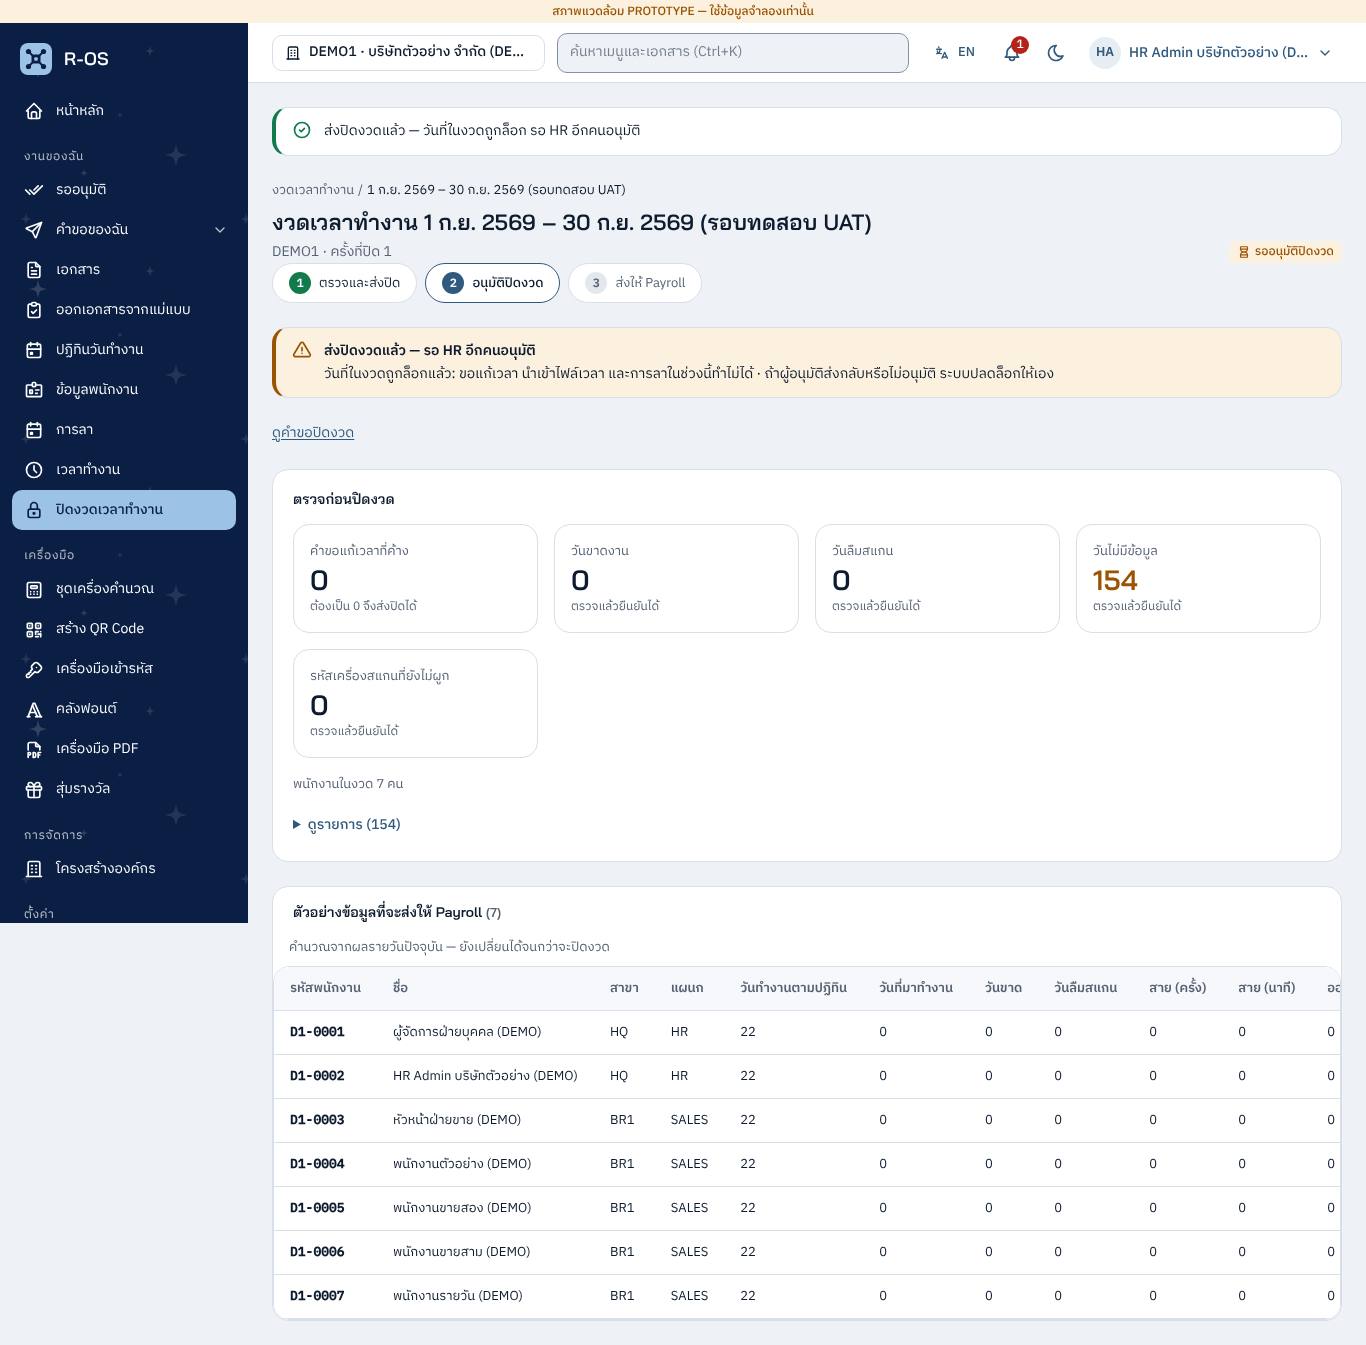 สภาพแวดล้อม PROTOTYPE — ใช้ข้อมูลจำลองเท่านั้น
R-OS
DEMO1 · บริษัทตัวอย่าง จำกัด (DE...
ค้นหาเมนูและเอกสาร (Ctrl+K)
EN
1
HA
HR Admin บริษัทตัวอย่าง (D...
หน้าหลัก
งานของฉัน
รออนุมัติ
คำขอของฉัน
เอกสาร
ออกเอกสารจากแม่แบบ
ปฏิทินวันทำงาน
ข้อมูลพนักงาน
การลา
เวลาทำงาน
ปิดงวดเวลาทำงาน
เครื่องมือ
ชุดเครื่องคำนวณ
สร้าง QR Code
เครื่องมือเข้ารหัส
คลังฟอนต์
เครื่องมือ PDF
สุ่มรางวัล
การจัดการ
โครงสร้างองค์กร
ตั้งค่า
ส่งปิดงวดแล้ว — วันที่ในงวดถูกล็อก รอ HR อีกคนอนุมัติ
งวดเวลาทำงาน / 1 ก.ย. 2569 – 30 ก.ย. 2569 (รอบทดสอบ UAT)
งวดเวลาทำงาน 1 ก.ย. 2569 – 30 ก.ย. 2569 (รอบทดสอบ UAT)
DEMO1 · ครั้งที่ปิด 1
รออนุมัติปิดงวด
1 ตรวจและส่งปิด
2 อนุมัติปิดงวด
3 ส่งให้ Payroll
ส่งปิดงวดแล้ว — รอ HR อีกคนอนุมัติ
วันที่ในงวดถูกล็อกแล้ว: ขอแก้เวลา นำเข้าไฟล์เวลา และการลาในช่วงนี้ทำไม่ได้ · ถ้าผู้อนุมัติส่งกลับหรือไม่อนุมัติ ระบบปลดล็อกให้เอง
ดูคำขอปิดงวด
ตรวจก่อนปิดงวด
คำขอแก้เวลาที่ค้าง
0
ต้องเป็น 0 จึงส่งปิดได้
วันขาดงาน
0
ตรวจแล้วยืนยันได้
วันลืมสแกน
0
ตรวจแล้วยืนยันได้
วันไม่มีข้อมูล
154
ตรวจแล้วยืนยันได้
รหัสเครื่องสแกนที่ยังไม่ผูก
0
ตรวจแล้วยืนยันได้
พนักงานในงวด 7 คน
ดูรายการ (154)
ตัวอย่างข้อมูลที่จะส่งให้ Payroll (7)
คำนวณจากผลรายวันปัจจุบัน — ยังเปลี่ยนได้จนกว่าจะปิดงวด
รหัสพนักงาน ชื่อ สาขา แผนก วันทำงานตามปฏิทิน วันที่มาทำงาน วันขาด วันลืมสแกน สาย (ครั้ง) สาย (นาที)
D1-0001 ผู้จัดการฝ่ายบุคคล (DEMO) HQ HR 22 0 0 0 0 0 0
D1-0002 HR Admin บริษัทตัวอย่าง (DEMO) HQ HR 22 0 0 0 0 0 0
D1-0003 หัวหน้าฝ่ายขาย (DEMO) BR1 SALES 22 0 0 0 0 0 0
D1-0004 พนักงานตัวอย่าง (DEMO) BR1 SALES 22 0 0 0 0 0 0
D1-0005 พนักงานขายสอง (DEMO) BR1 SALES 22 0 0 0 0 0 0
D1-0006 พนักงานขายสาม (DEMO) BR1 SALES 22 0 0 0 0 0 0
D1-0007 พนักงานรายวัน (DEMO) BR1 SALES 22 0 0 0 0 0 0